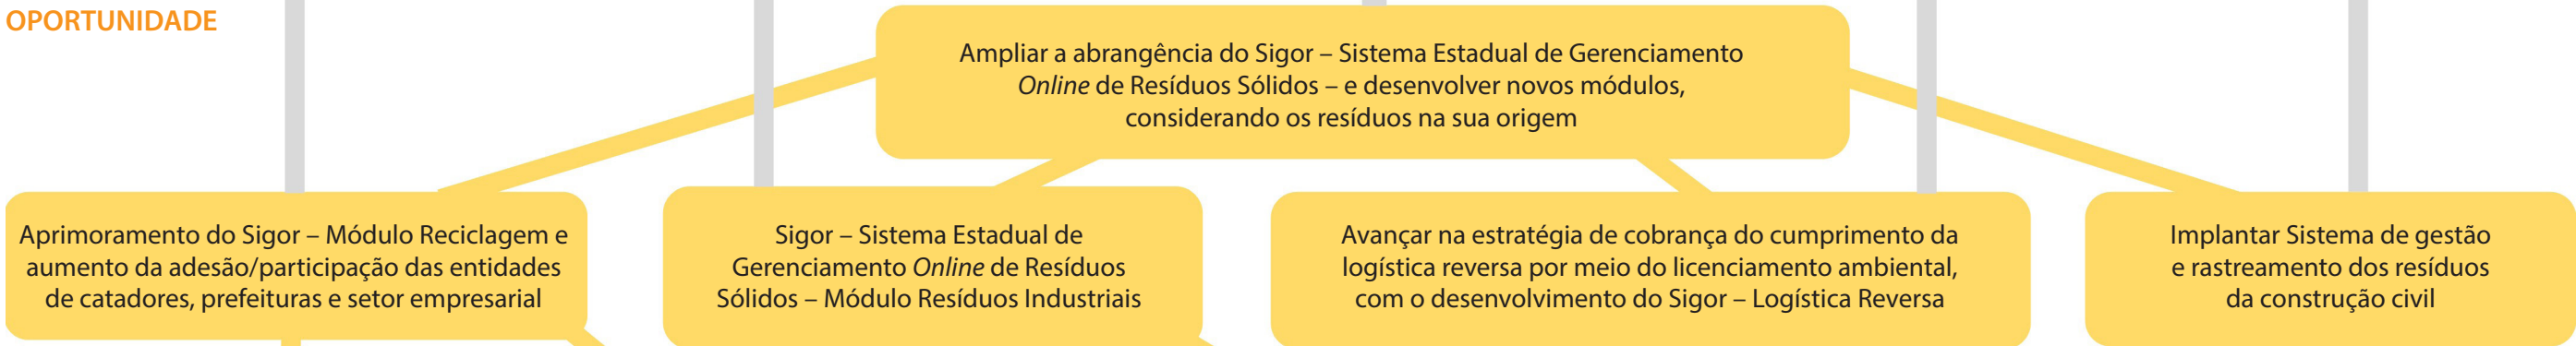 OPORTUNIDADE
Ampliar a abrangência do Sigor – Sistema Estadual de Gerenciamento
Online de Resíduos Sólidos – e desenvolver novos módulos,
considerando os resíduos na sua origem
Aprimoramento do Sigor – Módulo Reciclagem e
aumento da adesão/participação das entidades
de catadores, prefeituras e setor empresarial
Sigor – Sistema Estadual de
Gerenciamento Online de Resíduos
Sólidos – Módulo Resíduos Industriais
Avançar na estratégia de cobrança do cumprimento da
logística reversa por meio do licenciamento ambiental,
com o desenvolvimento do Sigor – Logística Reversa
Implantar Sistema de gestão
e rastreamento dos resíduos
da construção civil